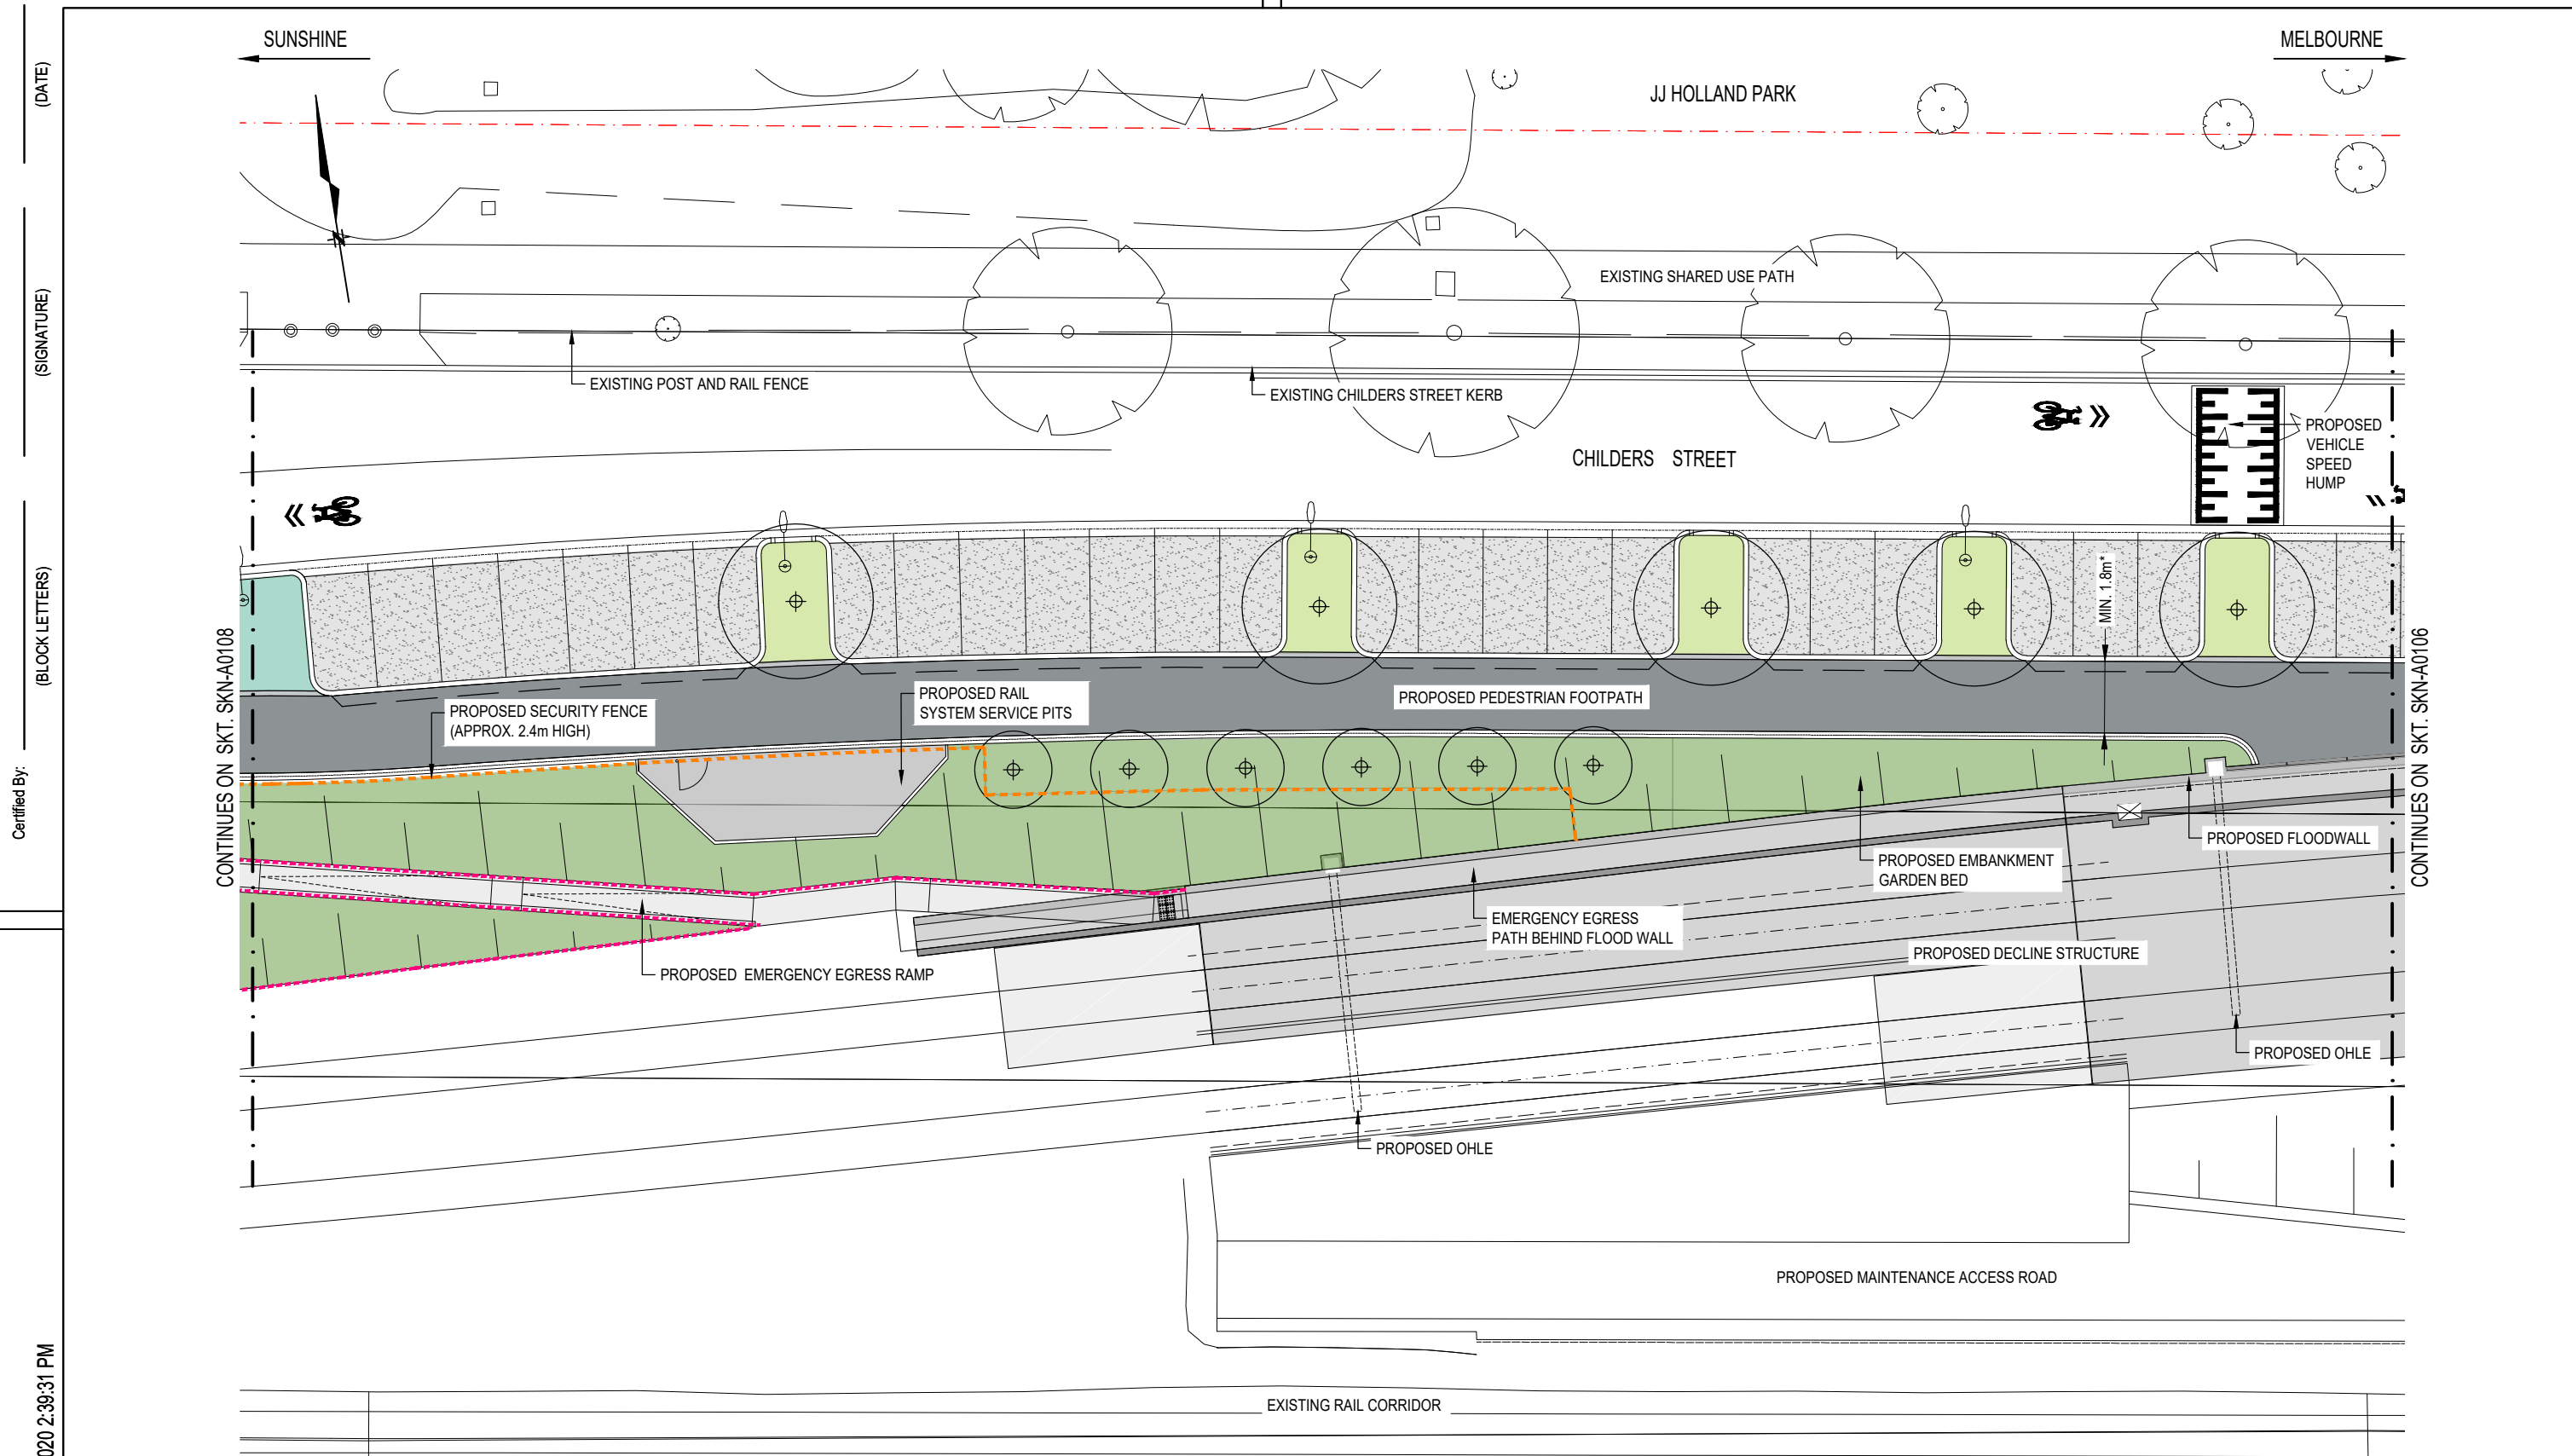 SUNSHINE
MELBOURNE
(DATE)
JJ HOLLAND PARK
EXISTING SHARED USE PATH
(SIGNATURE)
EXISTING POST AND RAIL FENCE
EXISTING CHILDERS STREET KERB
PROPOSED
VEHICLE
SPEED
HUMP
CHILDERS STREET
(BLOCK LETTERS)
MIN. 1.8m*
CONTINUES ON SKT. SKN-A0108
CONTINUES ON SKT. SKN-A0106
PROPOSED SECURITY FENCE
(APPROX. 2.4m HIGH)
PROPOSED RAIL
SYSTEM SERVICE PITS
PROPOSED PEDESTRIAN FOOTPATH
Certified By:
PROPOSED FLOODWALL
PROPOSED EMBANKMENT
GARDEN BED
EMERGENCY EGRESS
PATH BEHIND FLOOD WALL
PROPOSED DECLINE STRUCTURE
PROPOSED EMERGENCY EGRESS RAMP
PROPOSED OHLE
PROPOSED OHLE
PROPOSED MAINTENANCE ACCESS ROAD
020 2:39:31 PM
EXISTING RAIL CORRIDOR